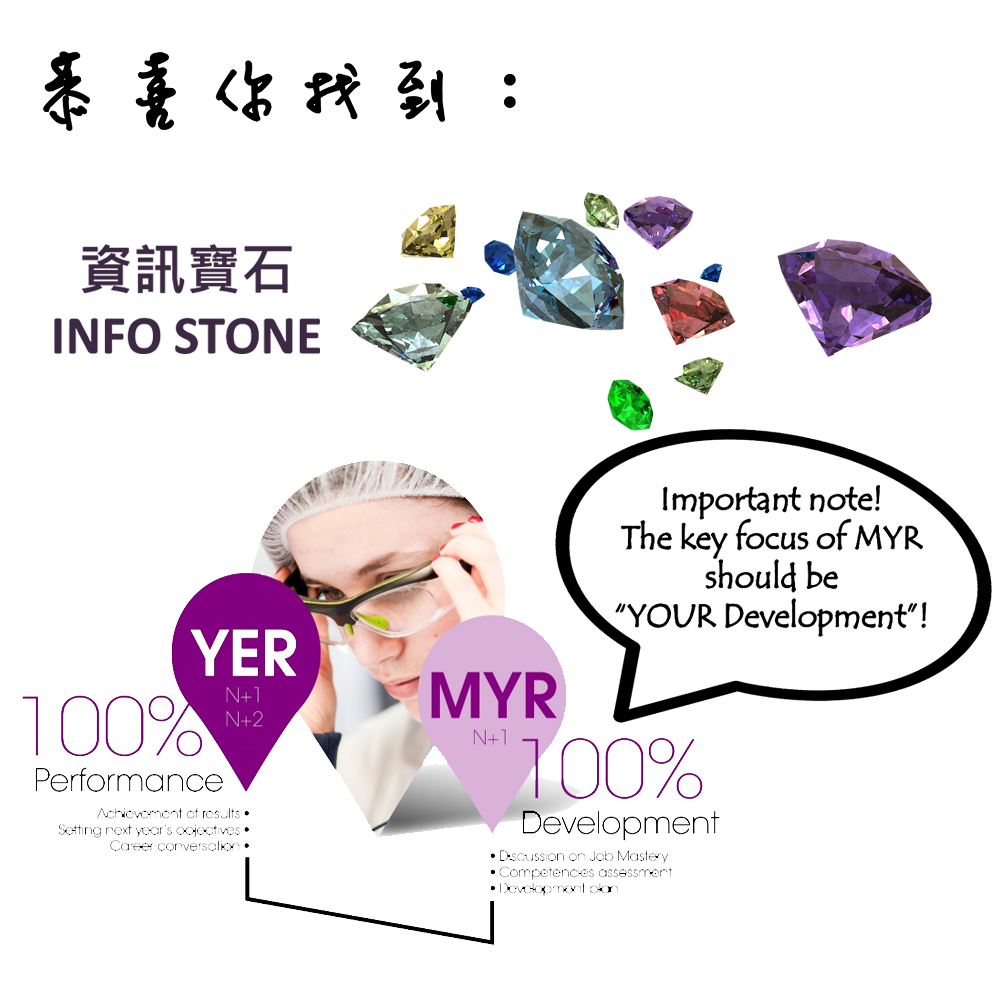 恭喜你找到：
資訊寶石
INFO STONE
Important note!
The key focus of MYR
should be
“YOUR Development”!
YER
N+1
N+2
100%
Performance
Achievement of results •
Setting next year's oojectives •
Career conversation •
MYR
N+1
100%
Development
• Discussion on Job Mastery
• Competencies assessment
• Development plan